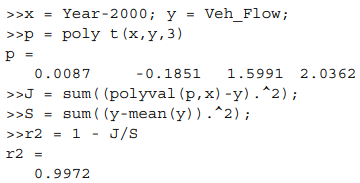 >>x = Year-2000; y = Veh_Flow;
>>p = poly t(x,y,3)
p =
0.0087 -0.1851 1.5991 2.0362
>>J = sum((polyval(p,x)-y).^2);
>>S = sum((y-mean(y)).^2);
>>r2 = 1 - J/S
r2 =
0.9972